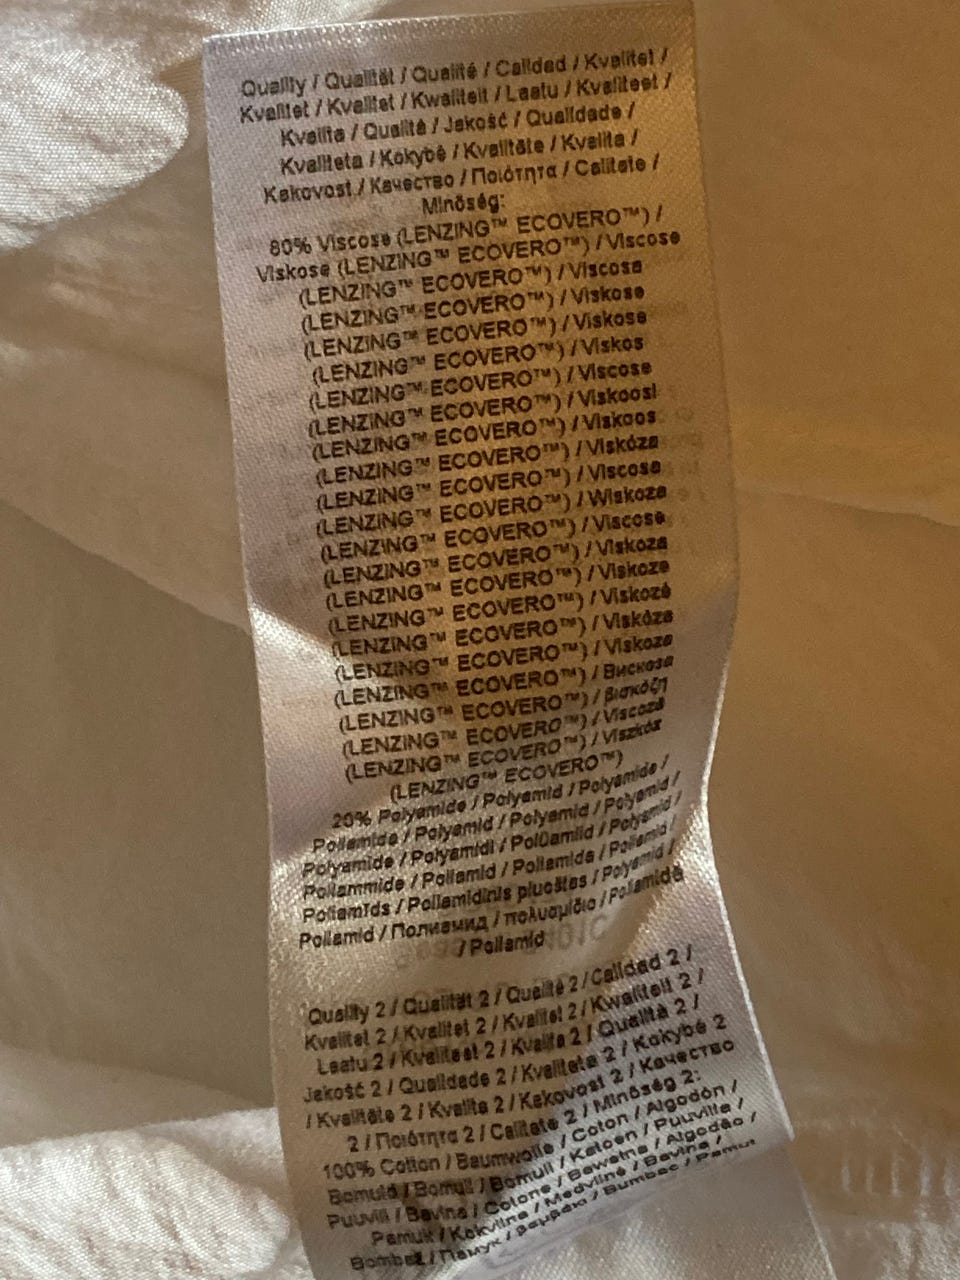 Quality / Qualität / Qualité / Calidad / Kvalitet /
Kvalitet / Kvalitet / Kwaliteit / Laatu / Kvaliteet /
Kvalita / Qualità / Jakość / Qualidade /
Kvaliteta / Kokybė / Kvalitāte / Kvalita /
Kakovost / Качество / Ποιότητα / Calitate /
Minőség:
80% Viscose (LENZING™ ECOVERO™) /
Viskose (LENZING™ ECOVERO™) / Viscose
(LENZING™ ECOVERO™) / Viscosa
(LENZING™ ECOVERO™) / Viskose
(LENZING™ ECOVERO™) / Viskose
(LENZING™ ECOVERO™) / Viskos
(LENZING™ ECOVERO™) / Viscose
(LENZING™ ECOVERO™) / Viskoosi
(LENZING™ ECOVERO™) / Viskoos
(LENZING™ ECOVERO™) / Viskóza
(LENZING™ ECOVERO™) / Viscosa
(LENZING™ ECOVERO™) / Wiskoza
(LENZING™ ECOVERO™) / Viscose
(LENZING™ ECOVERO™) / Viskoza
(LENZING™ ECOVERO™) / Viskoze
(LENZING™ ECOVERO™) / Viskozė
(LENZING™ ECOVERO™) / Viskóza
(LENZING™ ECOVERO™) / Viskoza
(LENZING™ ECOVERO™) / Вискоза
(LENZING™ ECOVERO™) / βισκόζη
(LENZING™ ECOVERO™) / Viscoză
(LENZING™ ECOVERO™) / Viszkóz
(LENZING™ ECOVERO™)
20% Polyamide / Polyamid / Polyamide /
Poliamida / Polyamid / Polyamid / Polyamid /
Polyamide / Polyamidi / Polüamiid / Polyamid /
Poliammide / Poliamid / Poliamida / Poliamid /
Poliamīds / Poliamidinis pluoštas / Polyamid /
Poliamid / Полиамид / πολυαμίδιο / Poliamidă
/ Poliamid
Quality 2 / Qualität 2 / Qualité 2 / Calidad 2 /
Kvalitet 2 / Kvalitet 2 / Kvalitet 2 / Kwaliteit 2 /
Laatu 2 / Kvaliteet 2 / Kvalita 2 / Qualità 2 /
Jakość 2 / Qualidade 2 / Kvaliteta 2 / Kokybė 2
/ Kvalitāte 2 / Kvalita 2 / Kakovost 2 / Качество
2 / Ποιότητα 2 / Calitate 2 / Minőség 2:
100% Cotton / Baumwolle / Coton / Algodón /
Bomuld / Bomull / Bomull / Katoen / Puuvilla /
Puuvill / Bavlna / Cotone / Bawełna / Algodão /
Pamuk / Kokvilna / Medvilnė / Bavlna /
Bombaž / Памук / βαμβάκι / Bumbac / Pamut